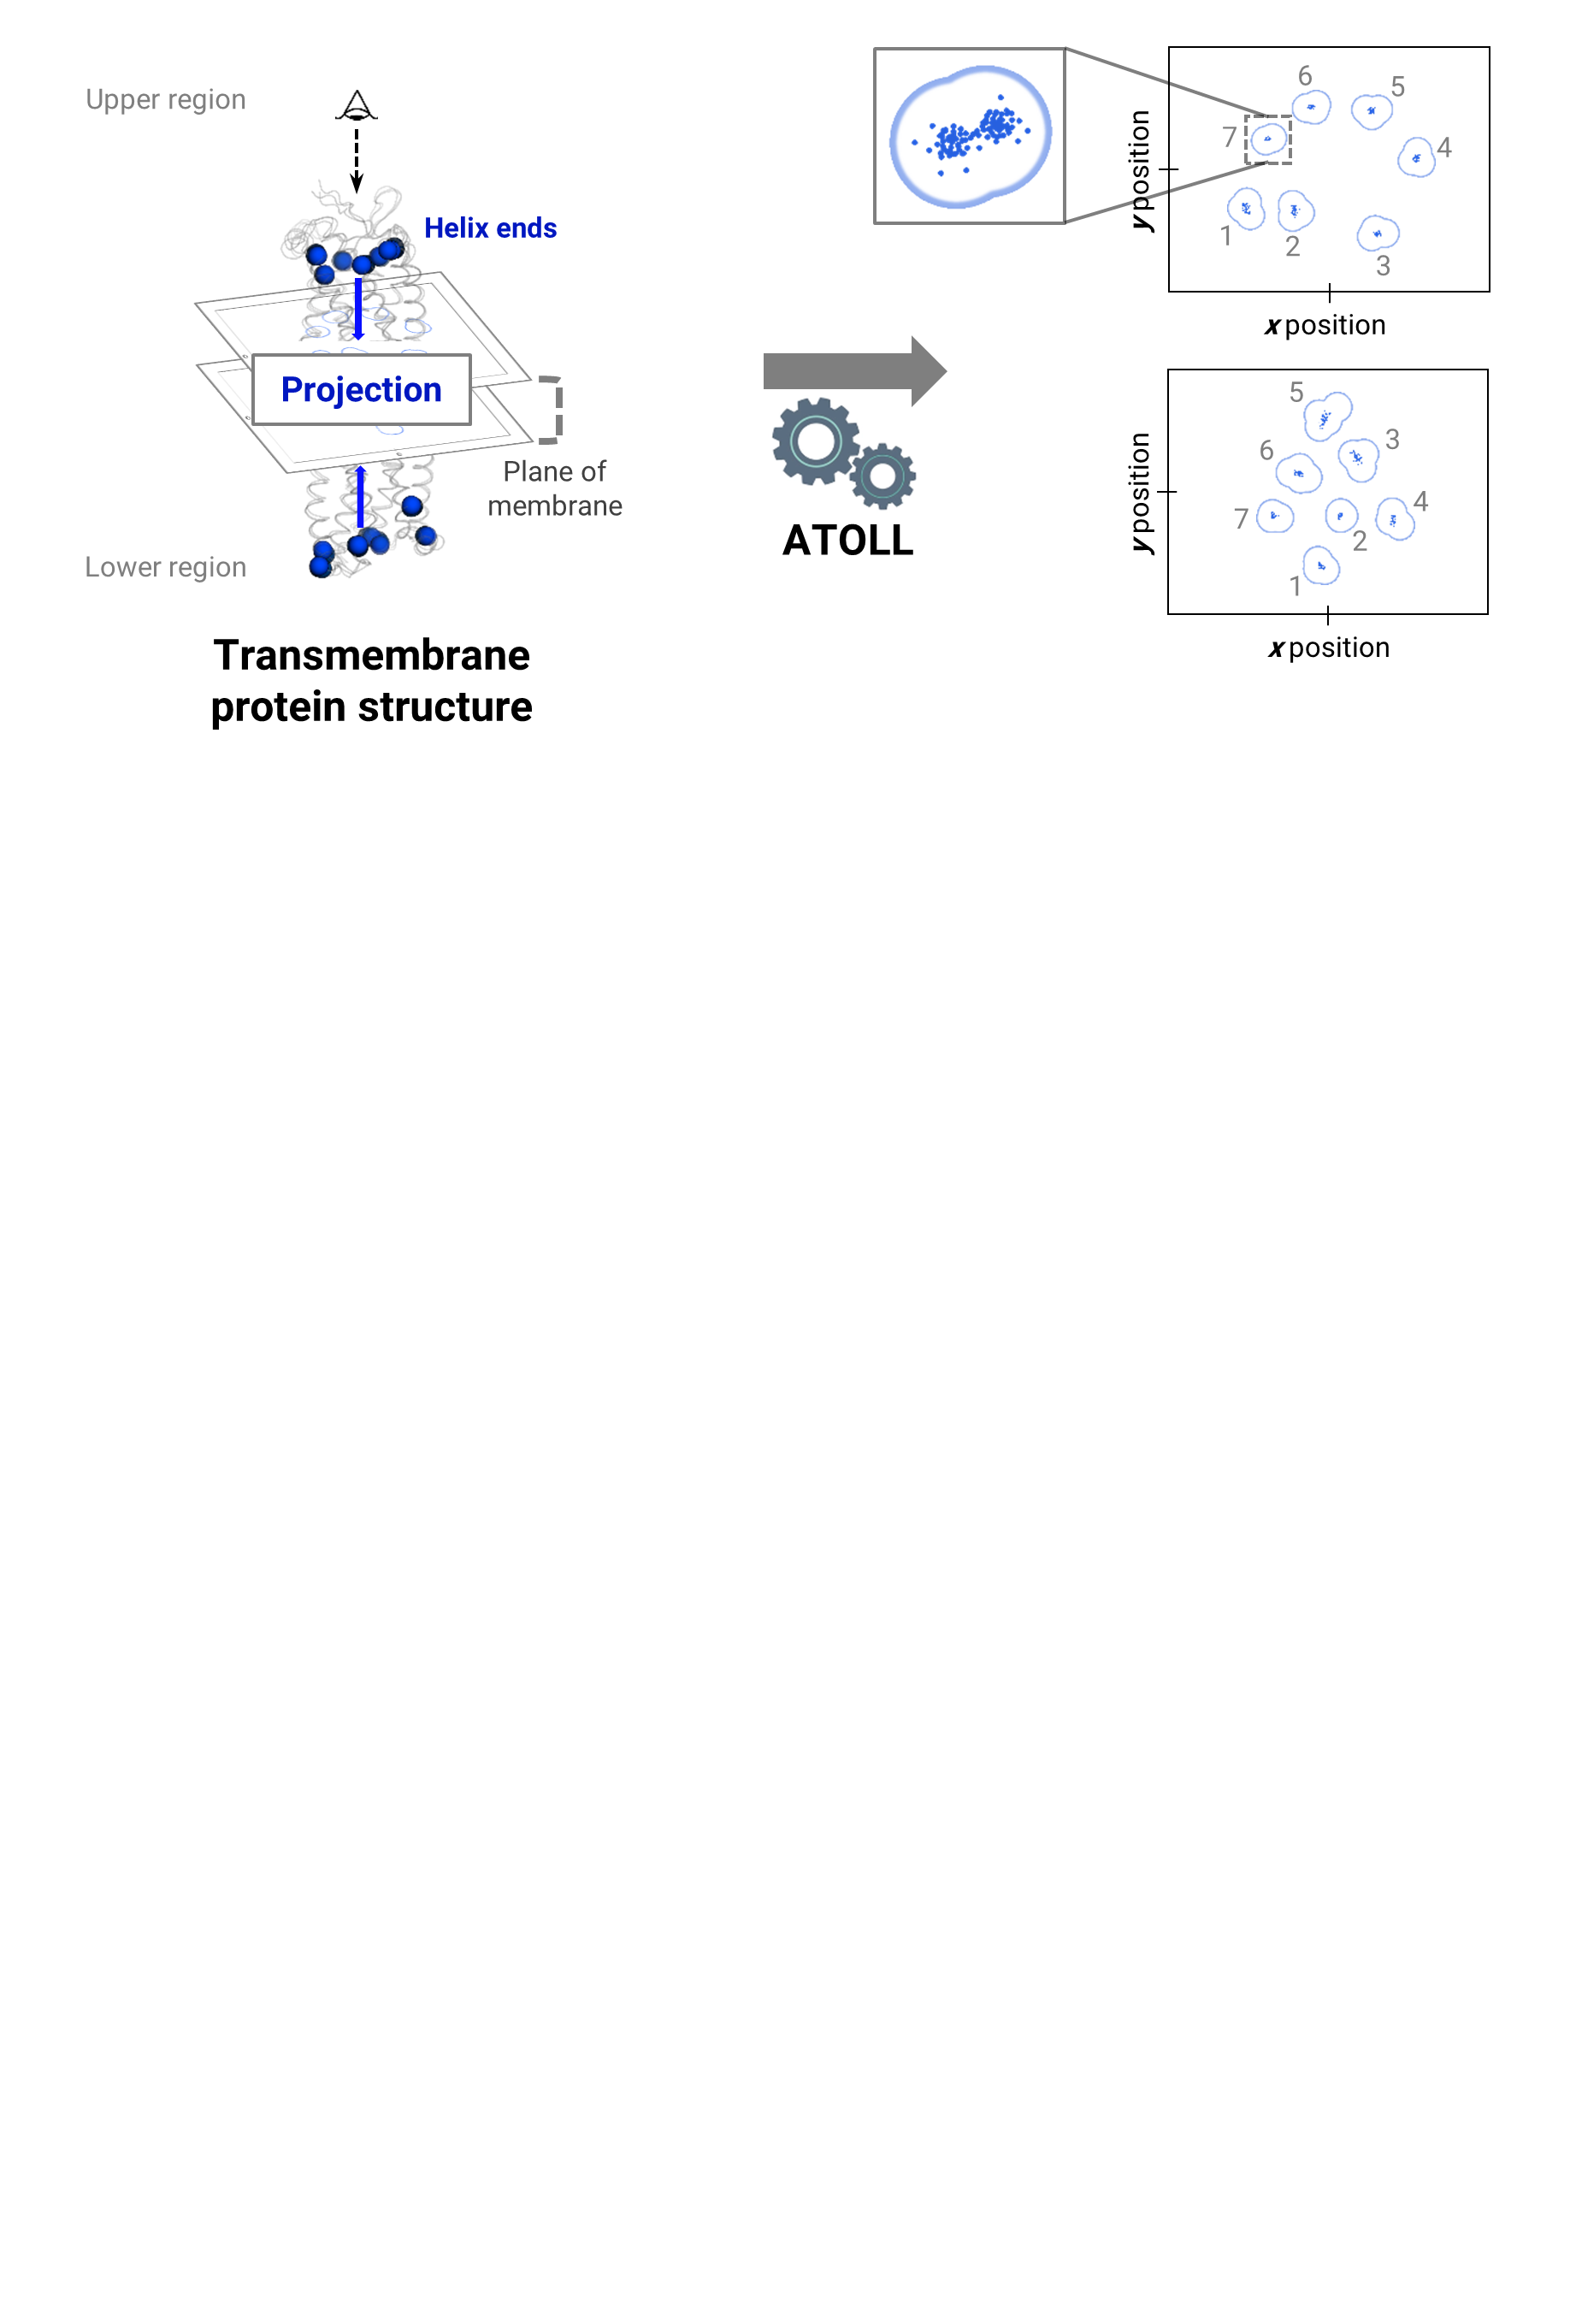 Upper region
Helix ends
Projection
Plane of
membrane
Lower region
Transmembrane
protein structure
ATOLL
6
5
7
4
1
2
3
y position
x position
5
3
6
4
7
2
1
y position
x position